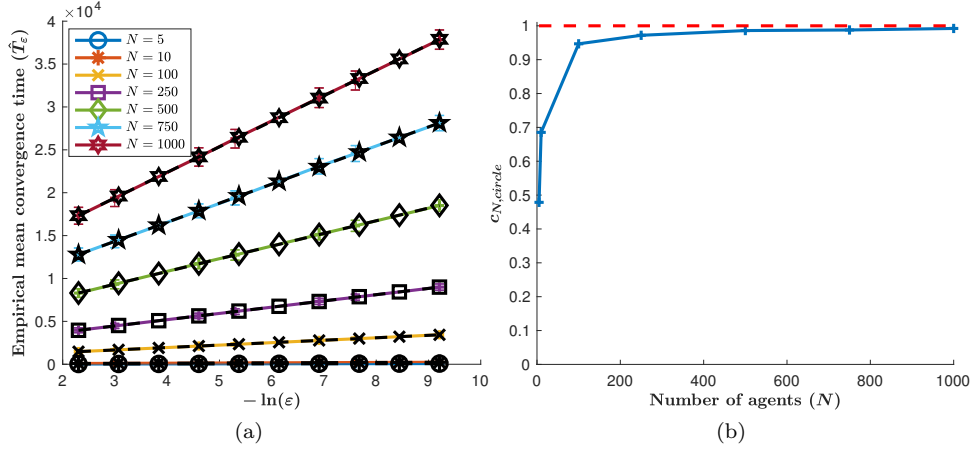 ×10⁴
4
3.5
3
2.5
2
1.5
1
0.5
0
Empirical mean convergence time (T̂_ε)
N = 5
N = 10
N = 100
N = 250
N = 500
N = 750
N = 1000
2 3 4 5 6 7 8 9 10
− ln(ε)
(a)
1
0.9
0.8
0.7
0.6
0.5
0.4
0.3
0.2
0.1
0
c_{N,circle}
0 200 400 600 800 1000
Number of agents (N)
(b)